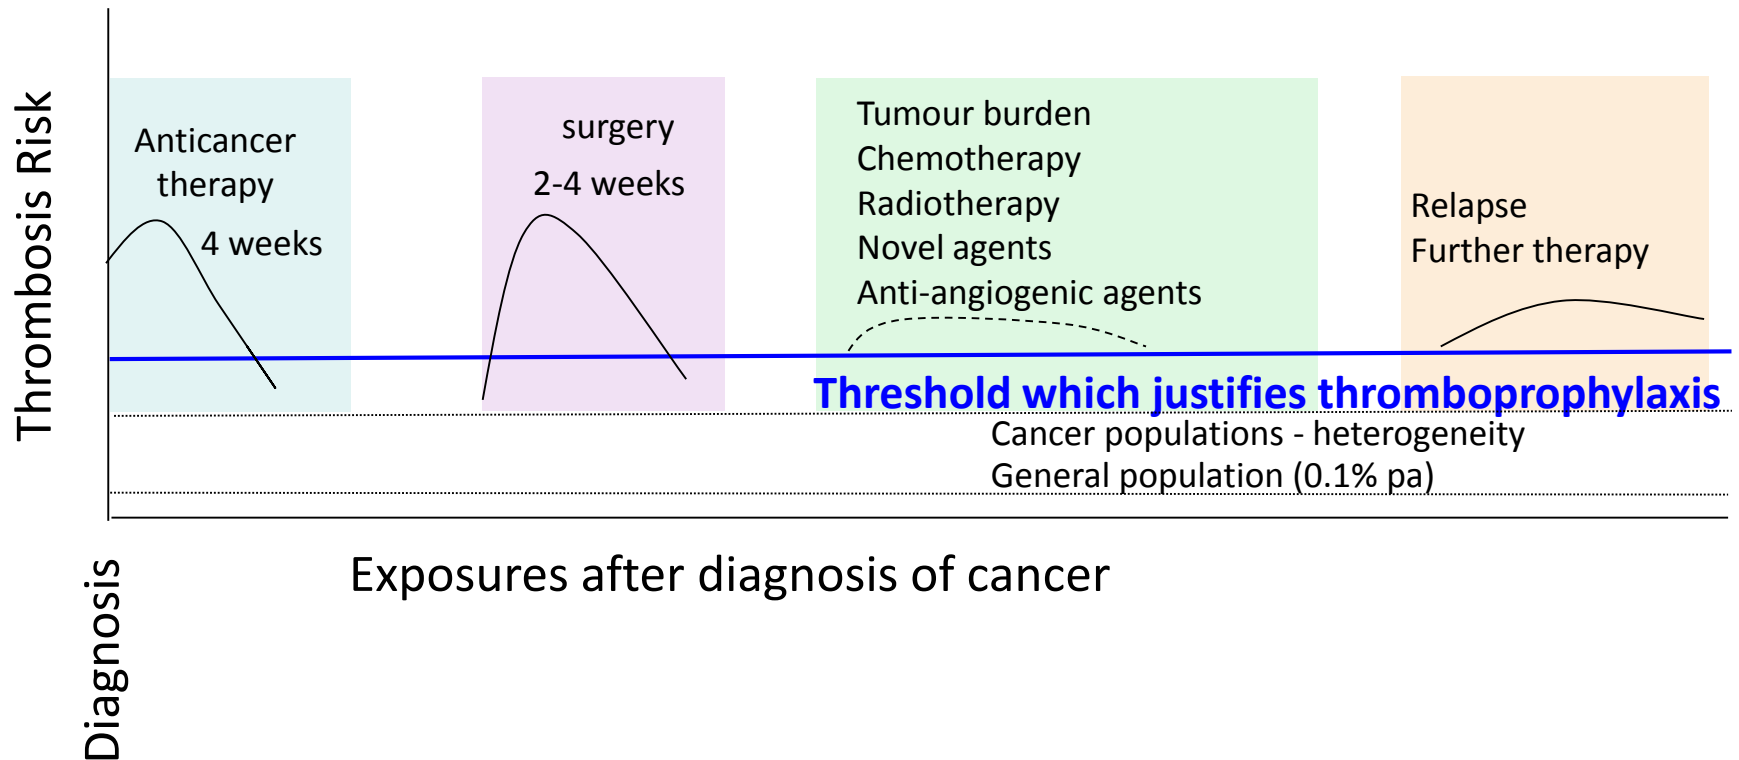 Thrombosis Risk
Anticancer
therapy
4 weeks
surgery
2-4 weeks
Tumour burden
Chemotherapy
Radiotherapy
Novel agents
Anti-angiogenic agents
Relapse
Further therapy
Threshold which justifies thromboprophylaxis
Cancer populations - heterogeneity
General population (0.1% pa)
Diagnosis
Exposures after diagnosis of cancer